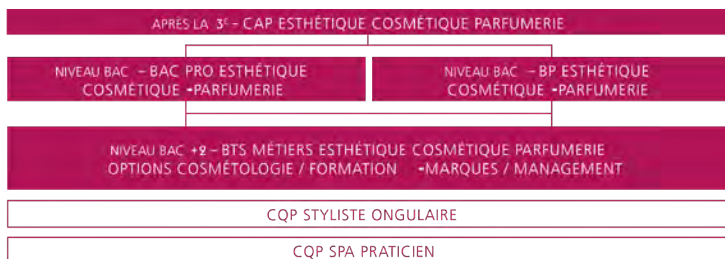 APRÈS LA 3e – CAP ESTHÉTIQUE COSMÉTIQUE PARFUMERIE
NIVEAU BAC – BAC PRO ESTHÉTIQUE
COSMÉTIQUE -PARFUMERIE
NIVEAU BAC – BP ESTHÉTIQUE
COSMÉTIQUE -PARFUMERIE
NIVEAU BAC +2 – BTS MÉTIERS ESTHÉTIQUE COSMÉTIQUE PARFUMERIE
OPTIONS COSMÉTOLOGIE / FORMATION -MARQUES / MANAGEMENT
CQP STYLISTE ONGULAIRE
CQP SPA PRATICIEN